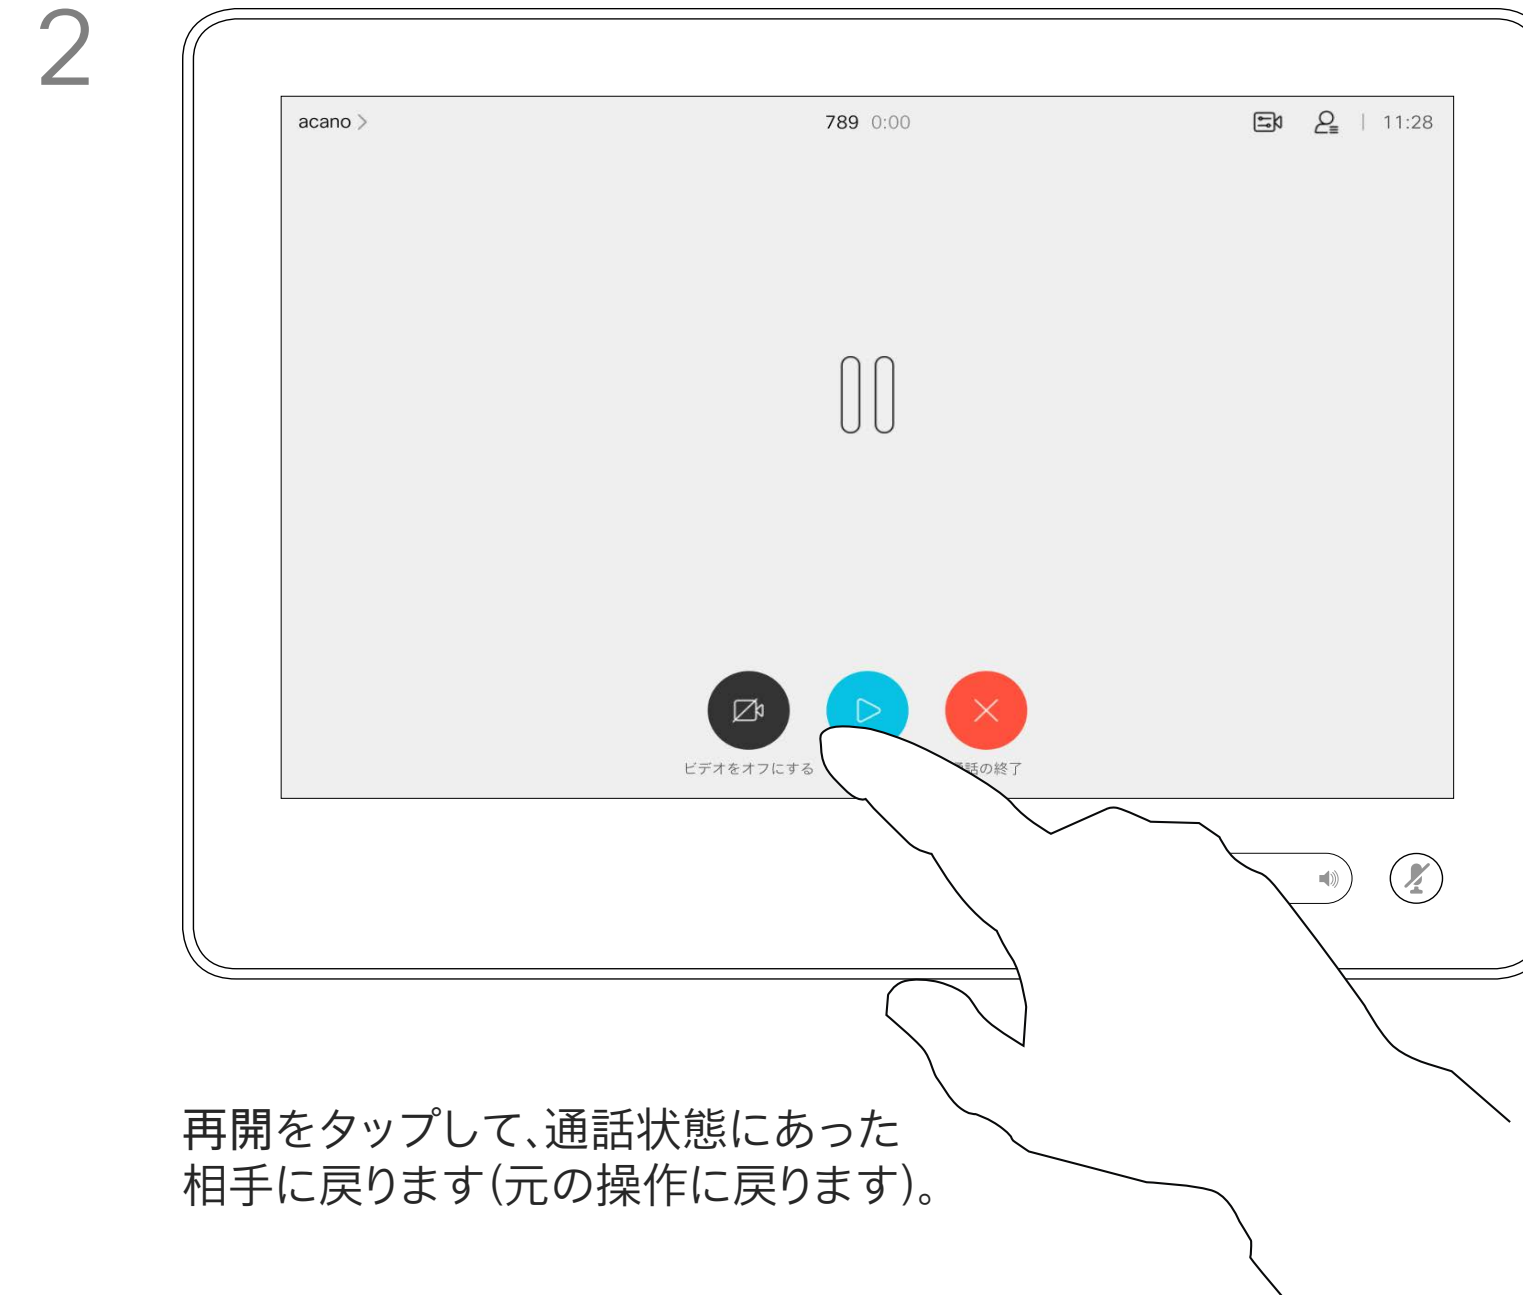 2
acano
789 0:00
11:28
ビデオをオフにする
話の終了
再開をタップして、通話状態にあった
相手に戻ります(元の操作に戻ります)。